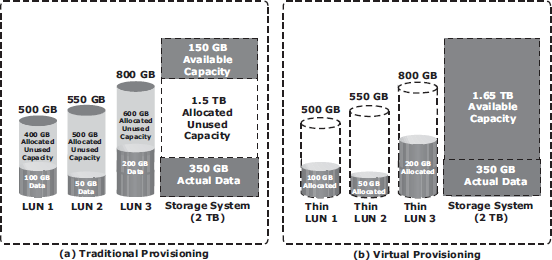 500 GB
400 GB
Allocated
Unused
Capacity
100 GB
Data
LUN 1
550 GB
500 GB
Allocated
Unused
Capacity
50 GB
Data
LUN 2
800 GB
600 GB
Allocated
Unused
Capacity
200 GB
Data
LUN 3
150 GB
Available
Capacity
1.5 TB
Allocated
Unused
Capacity
350 GB
Actual Data
Storage System
(2 TB)
(a) Traditional Provisioning
500 GB
100 GB
Allocated
Thin
LUN 1
550 GB
50 GB
Allocated
Thin
LUN 2
800 GB
200 GB
Allocated
Thin
LUN 3
1.65 TB
Available
Capacity
350 GB
Actual Data
Storage System
(2 TB)
(b) Virtual Provisioning